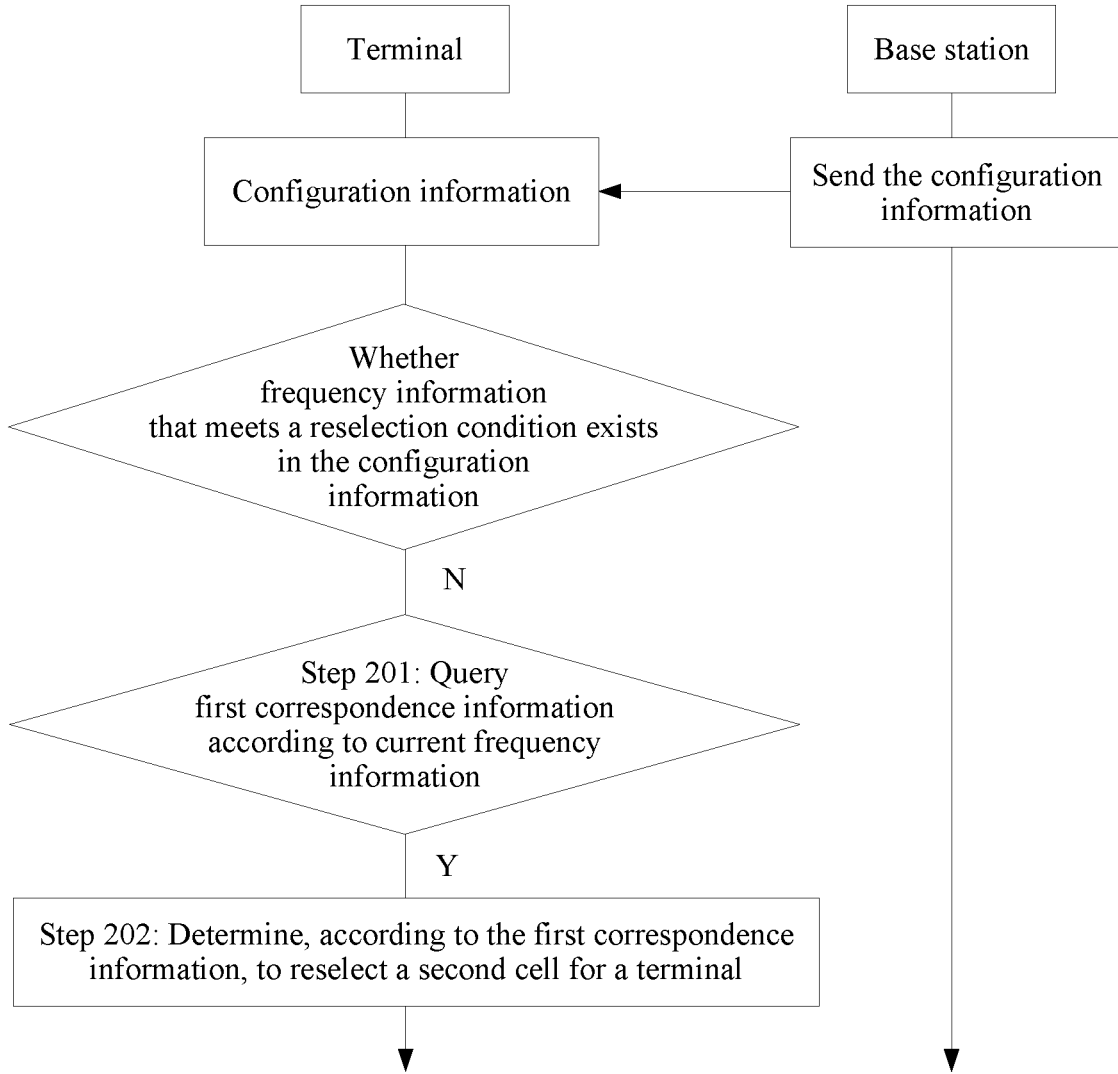 Terminal
Base station
Configuration information
Send the configuration
information
Whether
frequency information
that meets a reselection condition exists
in the configuration
information
N
Step 201: Query
first correspondence information
according to current frequency
information
Y
Step 202: Determine, according to the first correspondence
information, to reselect a second cell for a terminal